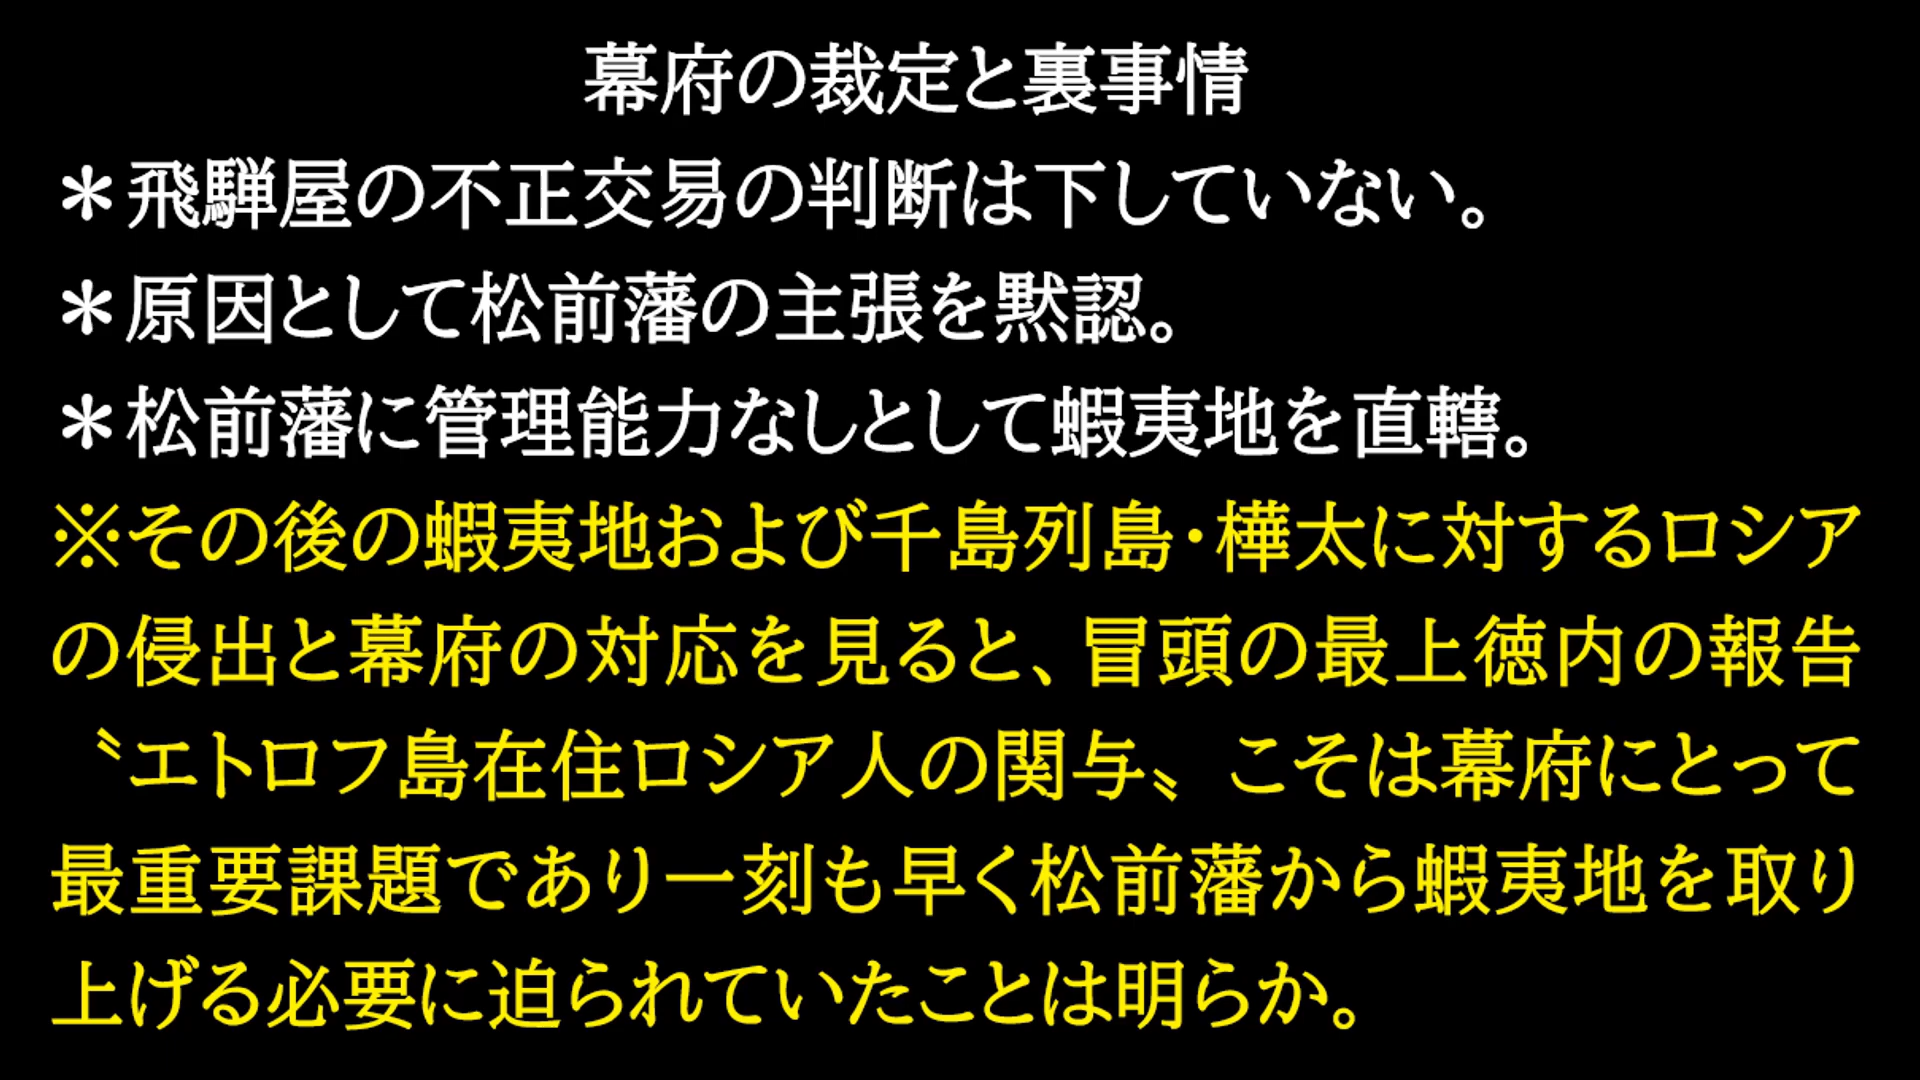 幕府の裁定と裏事情
＊飛騨屋の不正交易の判断は下していない。
＊原因として松前藩の主張を黙認。
＊松前藩に管理能力なしとして蝦夷地を直轄。
※その後の蝦夷地および千島列島・樺太に対するロシア
の侵出と幕府の対応を見ると、冒頭の最上徳内の報告
〝エトロフ島在住ロシア人の関与〟こそは幕府にとって
最重要課題であり一刻も早く松前藩から蝦夷地を取り
上げる必要に迫られていたことは明らか。